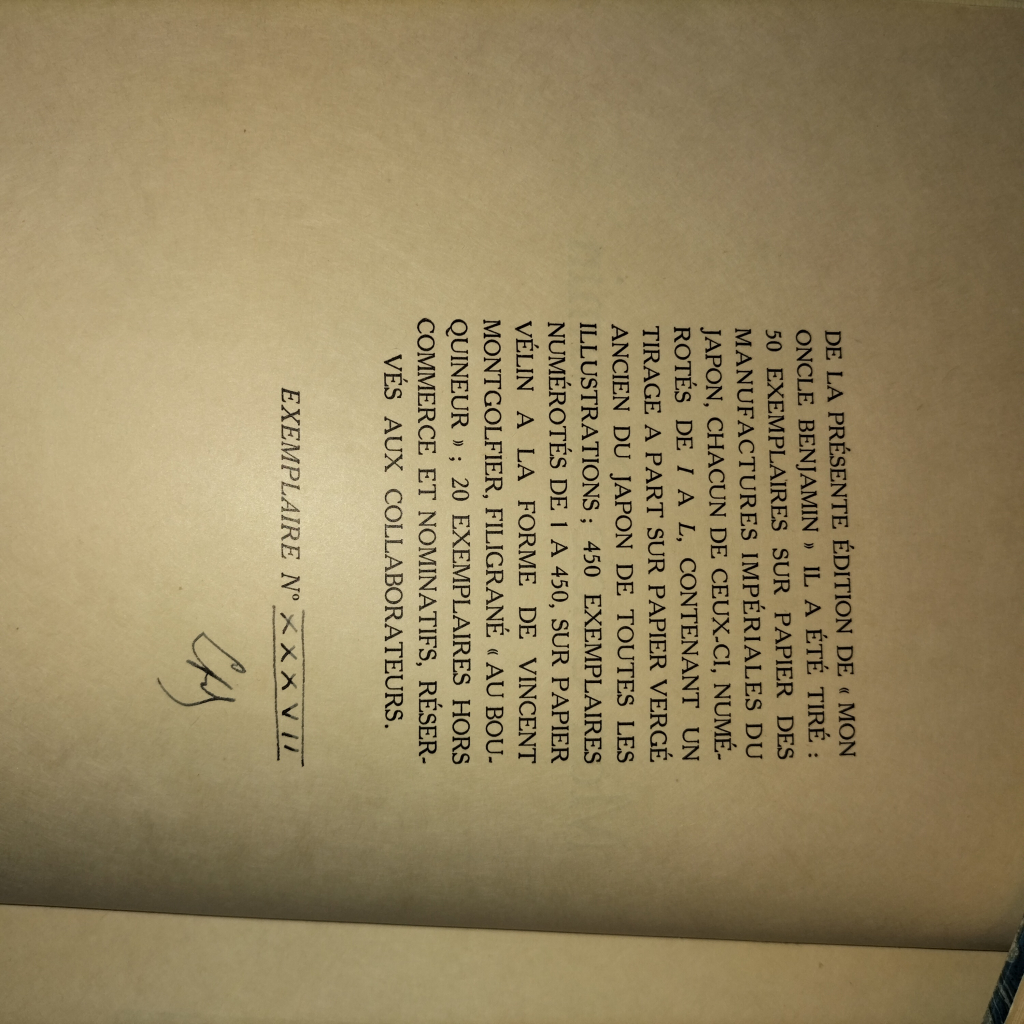 DE LA PRÉSENTE ÉDITION DE « MON
ONCLE BENJAMIN » IL A ÉTÉ TIRÉ :
50 EXEMPLAIRES SUR PAPIER DES
MANUFACTURES IMPÉRIALES DU
JAPON, CHACUN DE CEUX-CI, NUMÉ-
ROTÉS DE I A L, CONTENANT UN
TIRAGE A PART SUR PAPIER VERGÉ
ANCIEN DU JAPON DE TOUTES LES
ILLUSTRATIONS ; 450 EXEMPLAIRES
NUMÉROTÉS DE 1 A 450, SUR PAPIER
VÉLIN A LA FORME DE VINCENT
MONTGOLFIER, FILIGRANÉ « AU BOU-
QUINEUR » ; 20 EXEMPLAIRES HORS
COMMERCE ET NOMINATIFS, RÉSER-
VÉS AUX COLLABORATEURS.
EXEMPLAIRE N° XXXVII